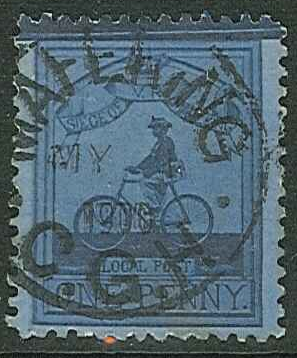 MAFEKING
SIEGE OF
MY
1900
C.G.H.
LOCAL POST
ONE PENNY.